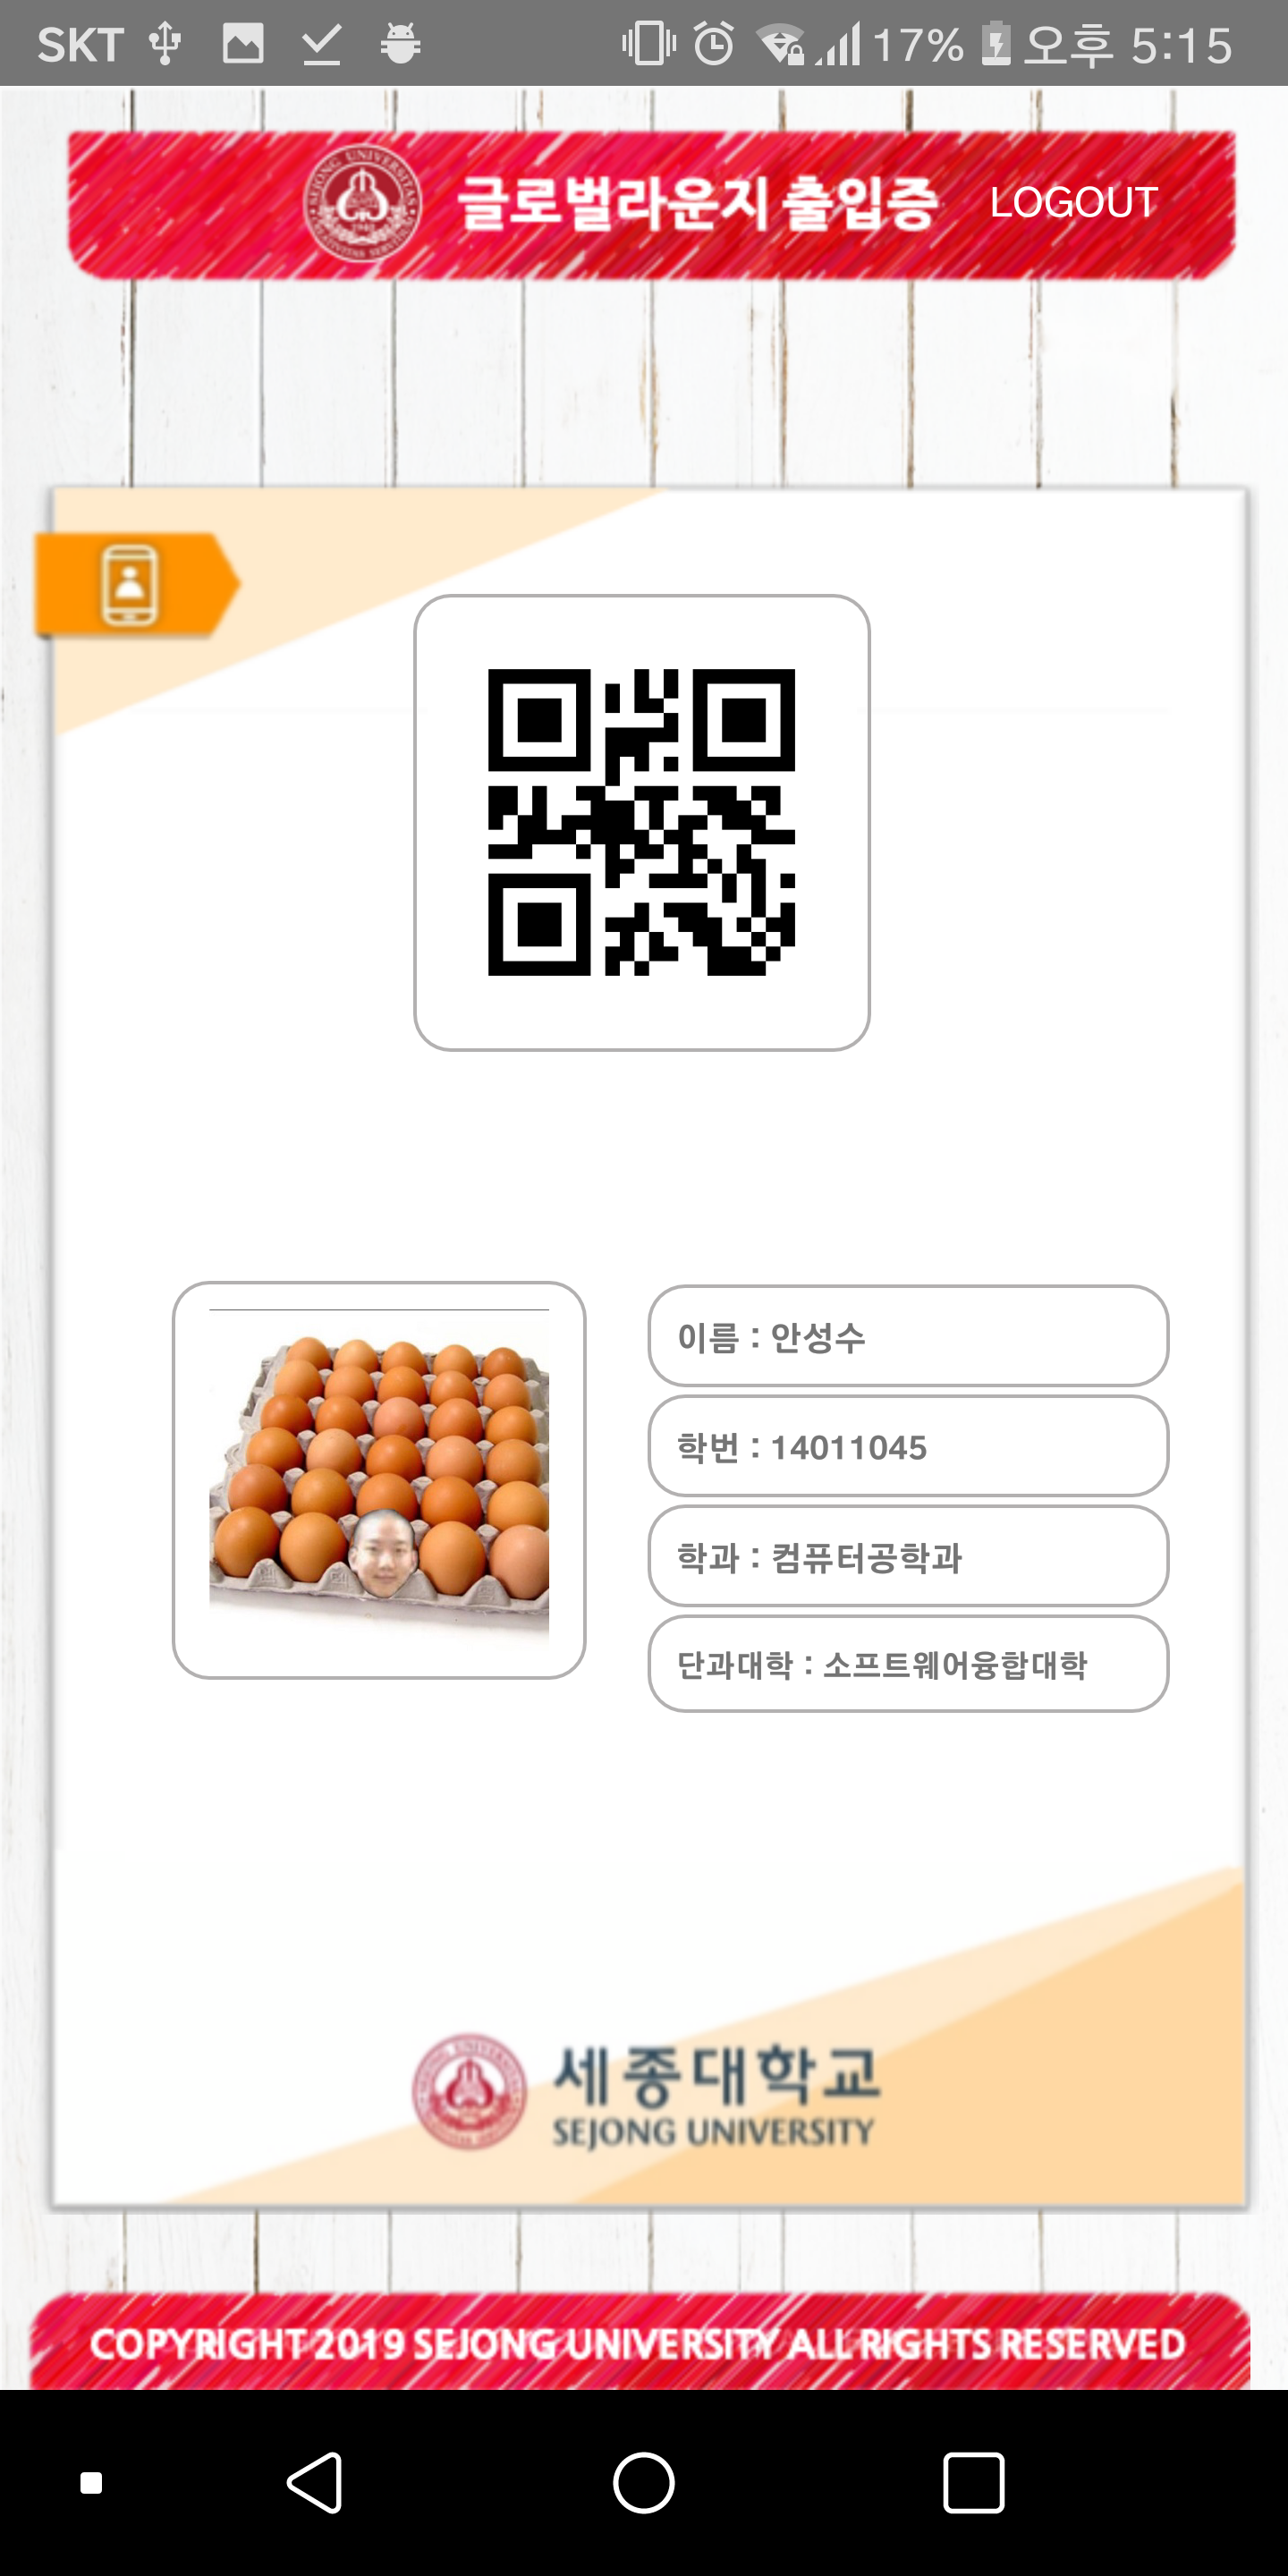 SKT 17% 오후 5:15
글로벌라운지 출입증 LOGOUT
이름 : 안성수
학번 : 14011045
학과 : 컴퓨터공학과
단과대학 : 소프트웨어융합대학
세종대학교
SEJONG UNIVERSITY
COPYRIGHT 2019 SEJONG UNIVERSITY ALL RIGHTS RESERVED